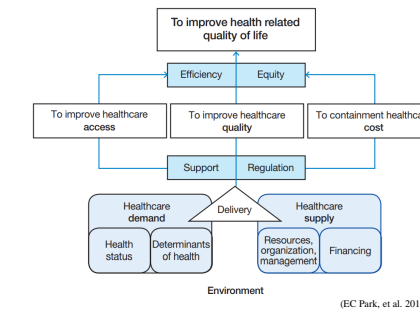 To improve health related
quality of life
Efficiency
Equity
To improve healthcare
access
To improve healthcare
quality
To containment healthca
cost
Support
Regulation
Healthcare
demand
Delivery
Healthcare
supply
Health
status
Determinants
of health
Resources,
organization,
management
Financing
Environment
(EC Park, et al. 201